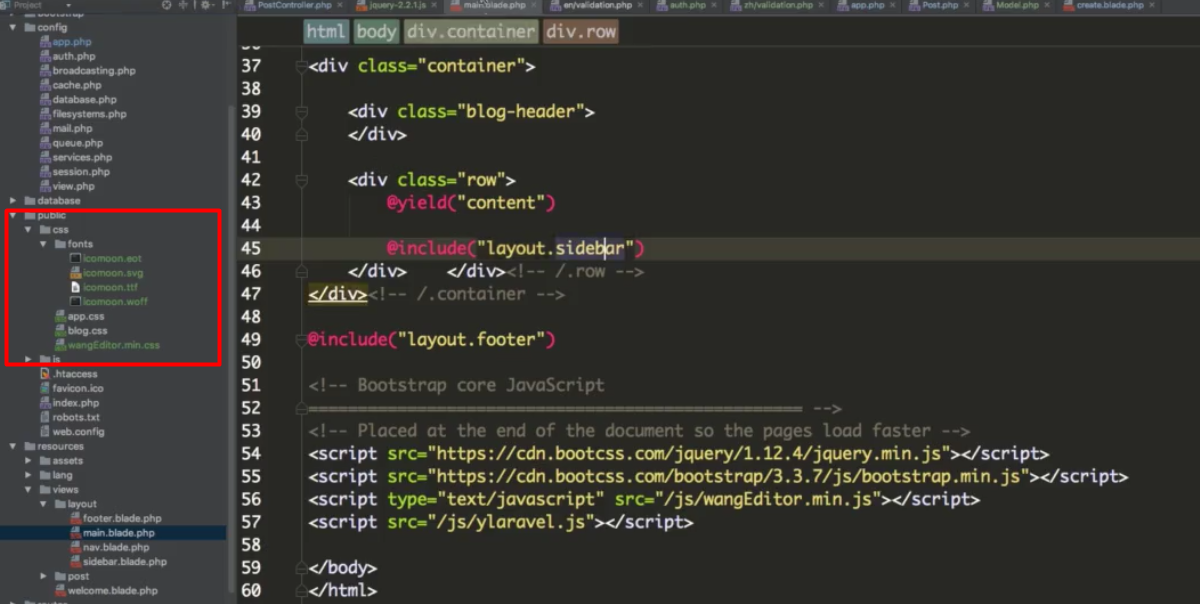 Project
PostController.php × jquery-2.2.1.js × main.blade.php × en/validation.php × auth.php × zh/validation.php × app.php × Post.php × Model.php × create.blade.php ×
html body div.container div.row
bootstrap
config
app.php
auth.php
broadcasting.php
cache.php
database.php
filesystems.php
mail.php
queue.php
services.php
session.php
view.php
database
public
css
fonts
icomoon.eot
icomoon.svg
icomoon.ttf
icomoon.woff
app.css
blog.css
wangEditor.min.css
js
.htaccess
favicon.ico
index.php
robots.txt
web.config
resources
assets
lang
views
layout
footer.blade.php
main.blade.php
nav.blade.php
sidebar.blade.php
post
welcome.blade.php
36
37 <div class="container">
38
39 <div class="blog-header">
40 </div>
41
42 <div class="row">
43 @yield("content")
44
45 @include("layout.sidebar")
46 </div> </div><!-- /.row -->
47 </div><!-- /.container -->
48
49 @include("layout.footer")
50
51 <!-- Bootstrap core JavaScript
52 ================================================== -->
53 <!-- Placed at the end of the document so the pages load faster -->
54 <script src="https://cdn.bootcss.com/jquery/1.12.4/jquery.min.js"></script>
55 <script src="https://cdn.bootcss.com/bootstrap/3.3.7/js/bootstrap.min.js"></script>
56 <script type="text/javascript" src="/js/wangEditor.min.js"></script>
57 <script src="/js/ylaravel.js"></script>
58
59 </body>
60 </html>